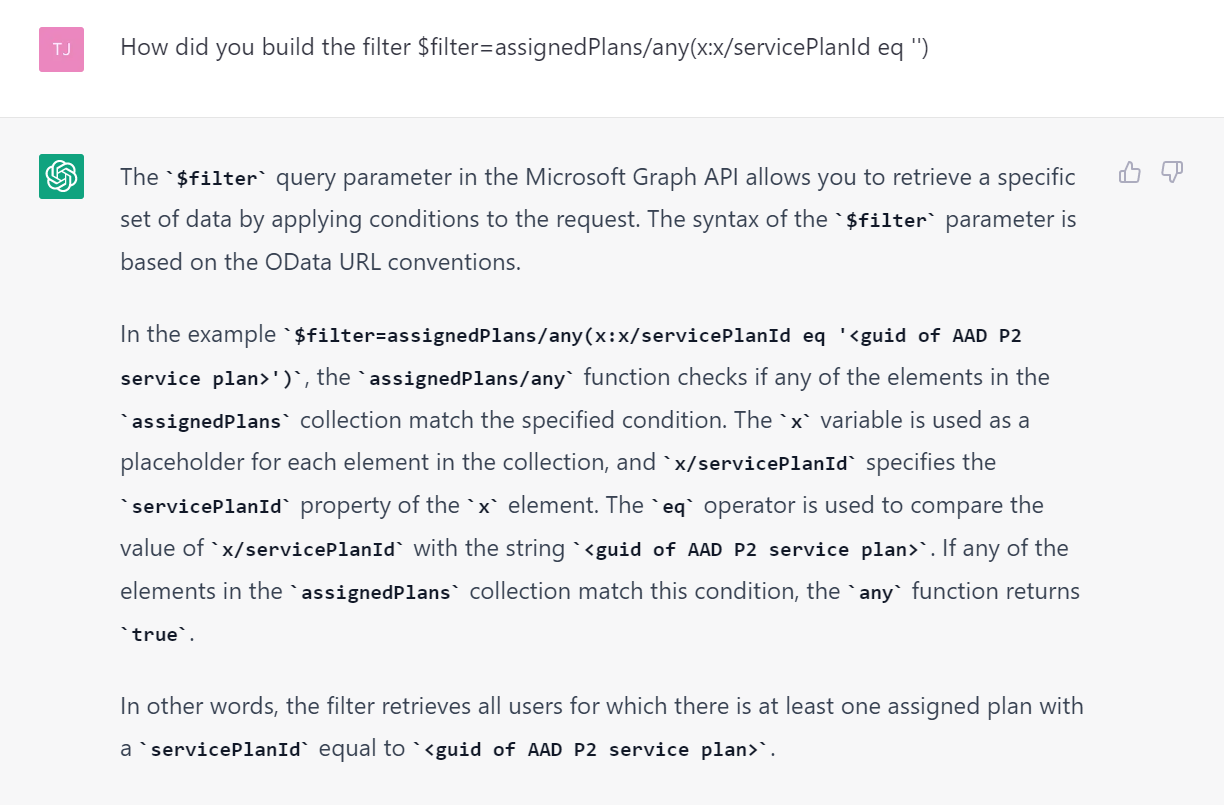 TJ
How did you build the filter $filter=assignedPlans/any(x:x/servicePlanId eq '')
The `$filter` query parameter in the Microsoft Graph API allows you to retrieve a specific
set of data by applying conditions to the request. The syntax of the `$filter` parameter is
based on the OData URL conventions.
In the example `$filter=assignedPlans/any(x:x/servicePlanId eq '<guid of AAD P2
service plan>')`, the `assignedPlans/any` function checks if any of the elements in the
`assignedPlans` collection match the specified condition. The `x` variable is used as a
placeholder for each element in the collection, and `x/servicePlanId` specifies the
`servicePlanId` property of the `x` element. The `eq` operator is used to compare the
value of `x/servicePlanId` with the string `<guid of AAD P2 service plan>`. If any of the
elements in the `assignedPlans` collection match this condition, the `any` function returns
`true`.
In other words, the filter retrieves all users for which there is at least one assigned plan with
a `servicePlanId` equal to `<guid of AAD P2 service plan>`.